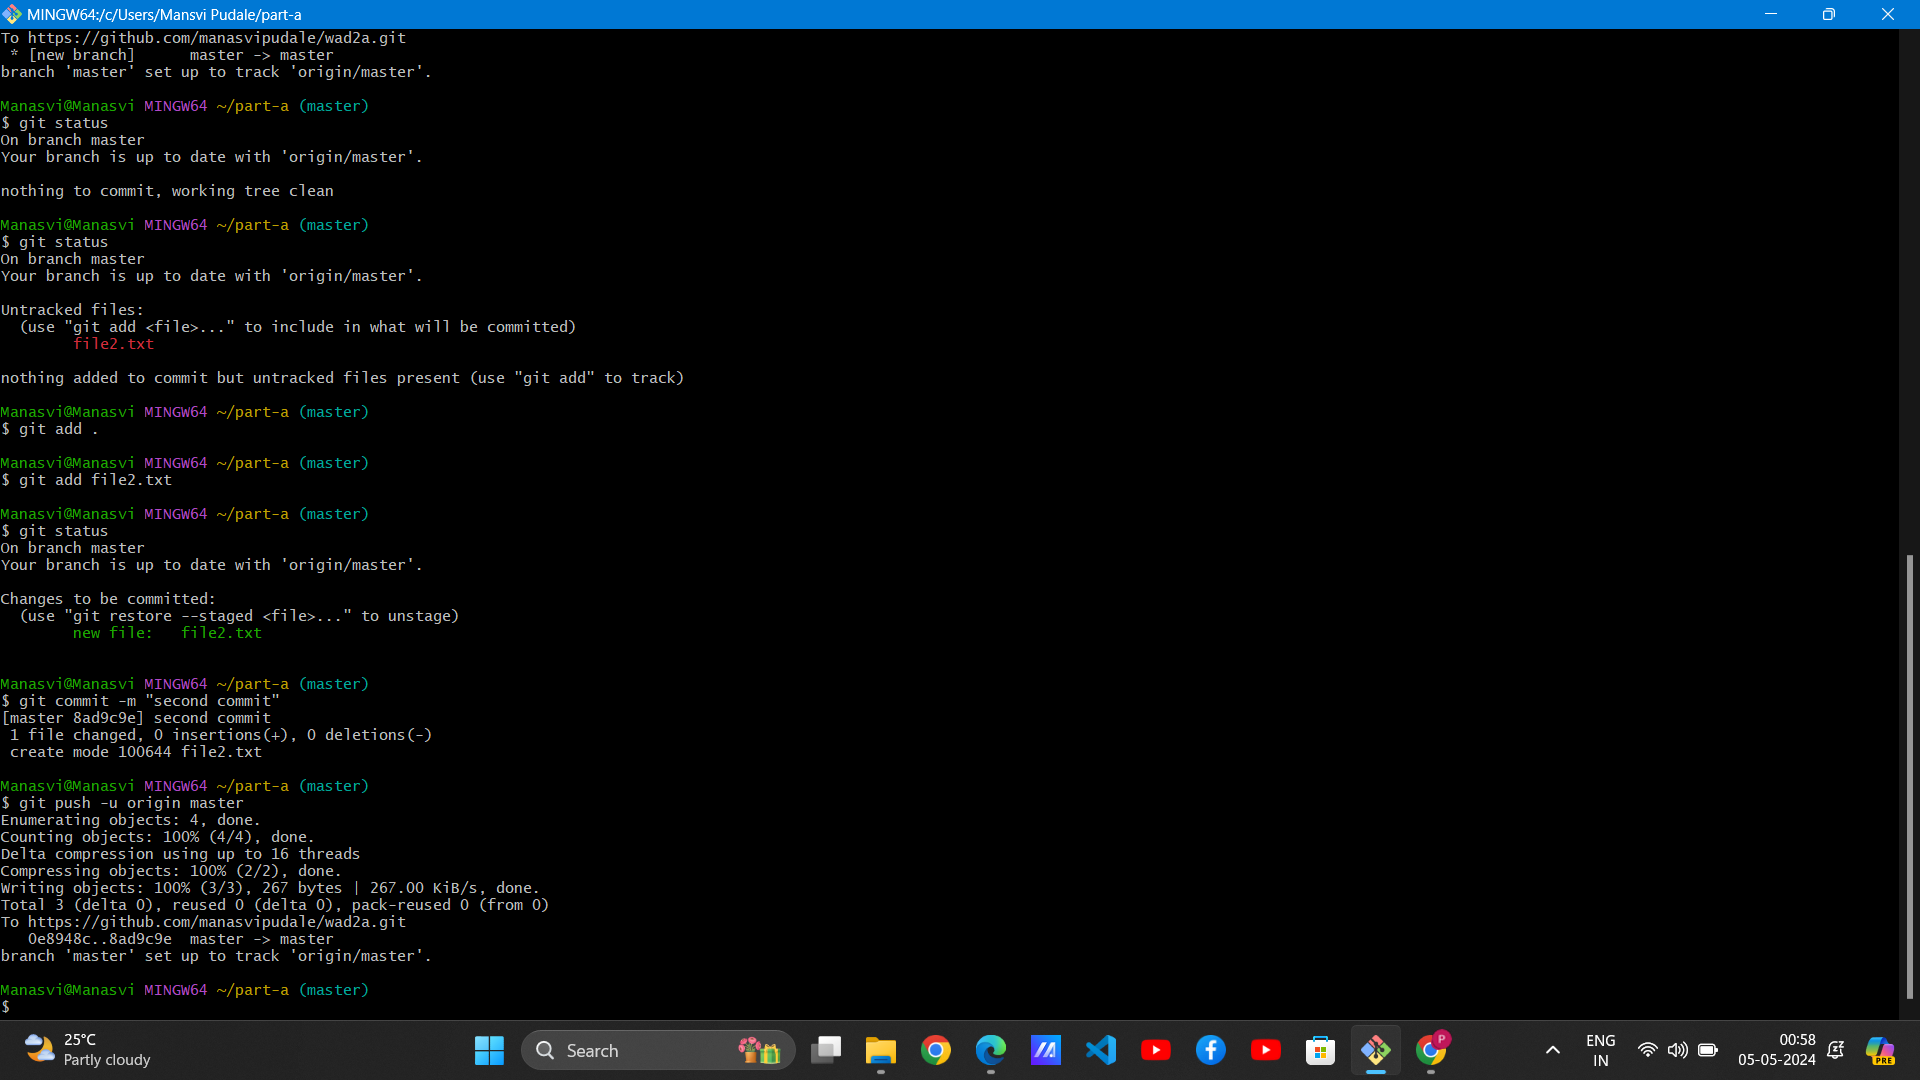 MINGW64:/c/Users/Mansvi Pudale/part-a
To https://github.com/manasvipudale/wad2a.git
 * [new branch]      master -> master
branch 'master' set up to track 'origin/master'.

Manasvi@Manasvi MINGW64 ~/part-a (master)
$ git status
On branch master
Your branch is up to date with 'origin/master'.

nothing to commit, working tree clean

Manasvi@Manasvi MINGW64 ~/part-a (master)
$ git status
On branch master
Your branch is up to date with 'origin/master'.

Untracked files:
  (use "git add <file>..." to include in what will be committed)
        file2.txt

nothing added to commit but untracked files present (use "git add" to track)

Manasvi@Manasvi MINGW64 ~/part-a (master)
$ git add .

Manasvi@Manasvi MINGW64 ~/part-a (master)
$ git add file2.txt

Manasvi@Manasvi MINGW64 ~/part-a (master)
$ git status
On branch master
Your branch is up to date with 'origin/master'.

Changes to be committed:
  (use "git restore --staged <file>..." to unstage)
        new file:   file2.txt


Manasvi@Manasvi MINGW64 ~/part-a (master)
$ git commit -m "second commit"
[master 8ad9c9e] second commit
 1 file changed, 0 insertions(+), 0 deletions(-)
 create mode 100644 file2.txt

Manasvi@Manasvi MINGW64 ~/part-a (master)
$ git push -u origin master
Enumerating objects: 4, done.
Counting objects: 100% (4/4), done.
Delta compression using up to 16 threads
Compressing objects: 100% (2/2), done.
Writing objects: 100% (3/3), 267 bytes | 267.00 KiB/s, done.
Total 3 (delta 0), reused 0 (delta 0), pack-reused 0 (from 0)
To https://github.com/manasvipudale/wad2a.git
   0e8948c..8ad9c9e  master -> master
branch 'master' set up to track 'origin/master'.

Manasvi@Manasvi MINGW64 ~/part-a (master)
$
25°C
Partly cloudy
Search
P
ENG
IN
00:58
05-05-2024
PRE